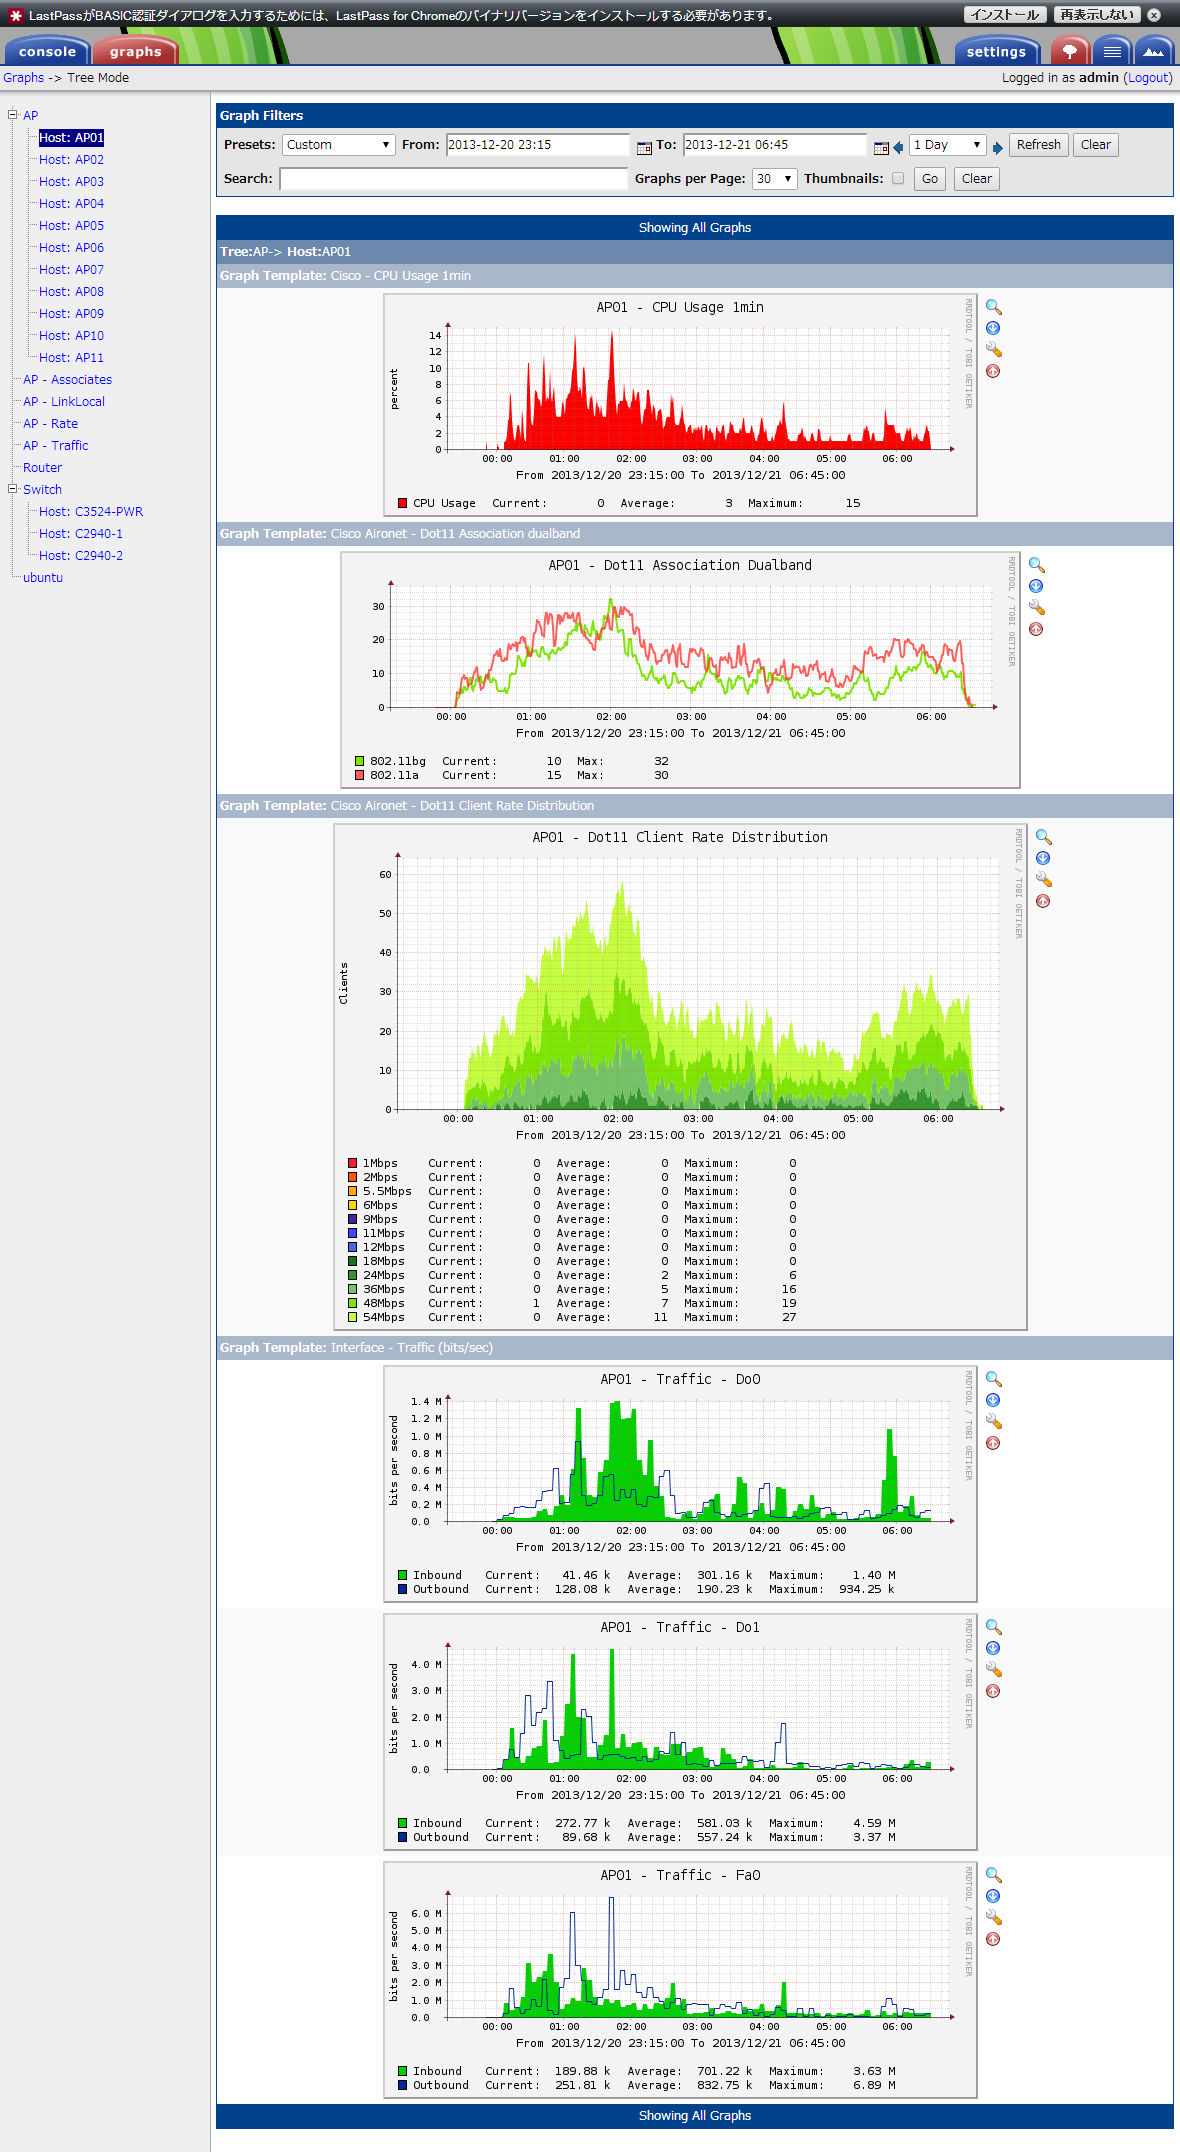 LastPassがBASIC認証ダイアログを入力するためには、LastPass for Chromeのバイナリバージョンをインストールする必要があります。 インストール 再表示しない
console graphs settings
Graphs -> Tree Mode Logged in as admin (Logout)
AP
Host: AP01
Host: AP02
Host: AP03
Host: AP04
Host: AP05
Host: AP06
Host: AP07
Host: AP08
Host: AP09
Host: AP10
Host: AP11
AP - Associates
AP - LinkLocal
AP - Rate
AP - Traffic
Router
Switch
Host: C3524-PWR
Host: C2940-1
Host: C2940-2
ubuntu
Graph Filters
Presets: Custom From: 2013-12-20 23:15 To: 2013-12-21 06:45 1 Day Refresh Clear
Search: Graphs per Page: 30 Thumbnails: Go Clear
Showing All Graphs
Tree:AP-> Host:AP01
Graph Template: Cisco - CPU Usage 1min
AP01 - CPU Usage 1min
RRDTOOL / TOBI OETIKER
percent
14
12
10
8
6
4
2
0
00:00 01:00 02:00 03:00 04:00 05:00 06:00
From 2013/12/20 23:15:00 To 2013/12/21 06:45:00
CPU Usage Current: 0 Average: 3 Maximum: 15
Graph Template: Cisco Aironet - Dot11 Association dualband
AP01 - Dot11 Association Dualband
RRDTOOL / TOBI OETIKER
30
20
10
0
00:00 01:00 02:00 03:00 04:00 05:00 06:00
From 2013/12/20 23:15:00 To 2013/12/21 06:45:00
802.11bg Current: 10 Max: 32
802.11a Current: 15 Max: 30
Graph Template: Cisco Aironet - Dot11 Client Rate Distribution
AP01 - Dot11 Client Rate Distribution
RRDTOOL / TOBI OETIKER
Clients
60
50
40
30
20
10
0
00:00 01:00 02:00 03:00 04:00 05:00 06:00
From 2013/12/20 23:15:00 To 2013/12/21 06:45:00
1Mbps Current: 0 Average: 0 Maximum: 0
2Mbps Current: 0 Average: 0 Maximum: 0
5.5Mbps Current: 0 Average: 0 Maximum: 0
6Mbps Current: 0 Average: 0 Maximum: 0
9Mbps Current: 0 Average: 0 Maximum: 0
11Mbps Current: 0 Average: 0 Maximum: 0
12Mbps Current: 0 Average: 0 Maximum: 0
18Mbps Current: 0 Average: 0 Maximum: 0
24Mbps Current: 0 Average: 2 Maximum: 6
36Mbps Current: 0 Average: 5 Maximum: 16
48Mbps Current: 1 Average: 7 Maximum: 19
54Mbps Current: 0 Average: 11 Maximum: 27
Graph Template: Interface - Traffic (bits/sec)
AP01 - Traffic - Do0
RRDTOOL / TOBI OETIKER
bits per second
1.4 M
1.2 M
1.0 M
0.8 M
0.6 M
0.4 M
0.2 M
0.0
00:00 01:00 02:00 03:00 04:00 05:00 06:00
From 2013/12/20 23:15:00 To 2013/12/21 06:45:00
Inbound Current: 41.46 k Average: 301.16 k Maximum: 1.40 M
Outbound Current: 128.08 k Average: 190.23 k Maximum: 934.25 k
AP01 - Traffic - Do1
RRDTOOL / TOBI OETIKER
bits per second
4.0 M
3.0 M
2.0 M
1.0 M
0.0
00:00 01:00 02:00 03:00 04:00 05:00 06:00
From 2013/12/20 23:15:00 To 2013/12/21 06:45:00
Inbound Current: 272.77 k Average: 581.03 k Maximum: 4.59 M
Outbound Current: 89.68 k Average: 557.24 k Maximum: 3.37 M
AP01 - Traffic - Fa0
RRDTOOL / TOBI OETIKER
bits per second
6.0 M
5.0 M
4.0 M
3.0 M
2.0 M
1.0 M
0.0
00:00 01:00 02:00 03:00 04:00 05:00 06:00
From 2013/12/20 23:15:00 To 2013/12/21 06:45:00
Inbound Current: 189.88 k Average: 701.22 k Maximum: 3.63 M
Outbound Current: 251.81 k Average: 832.75 k Maximum: 6.89 M
Showing All Graphs